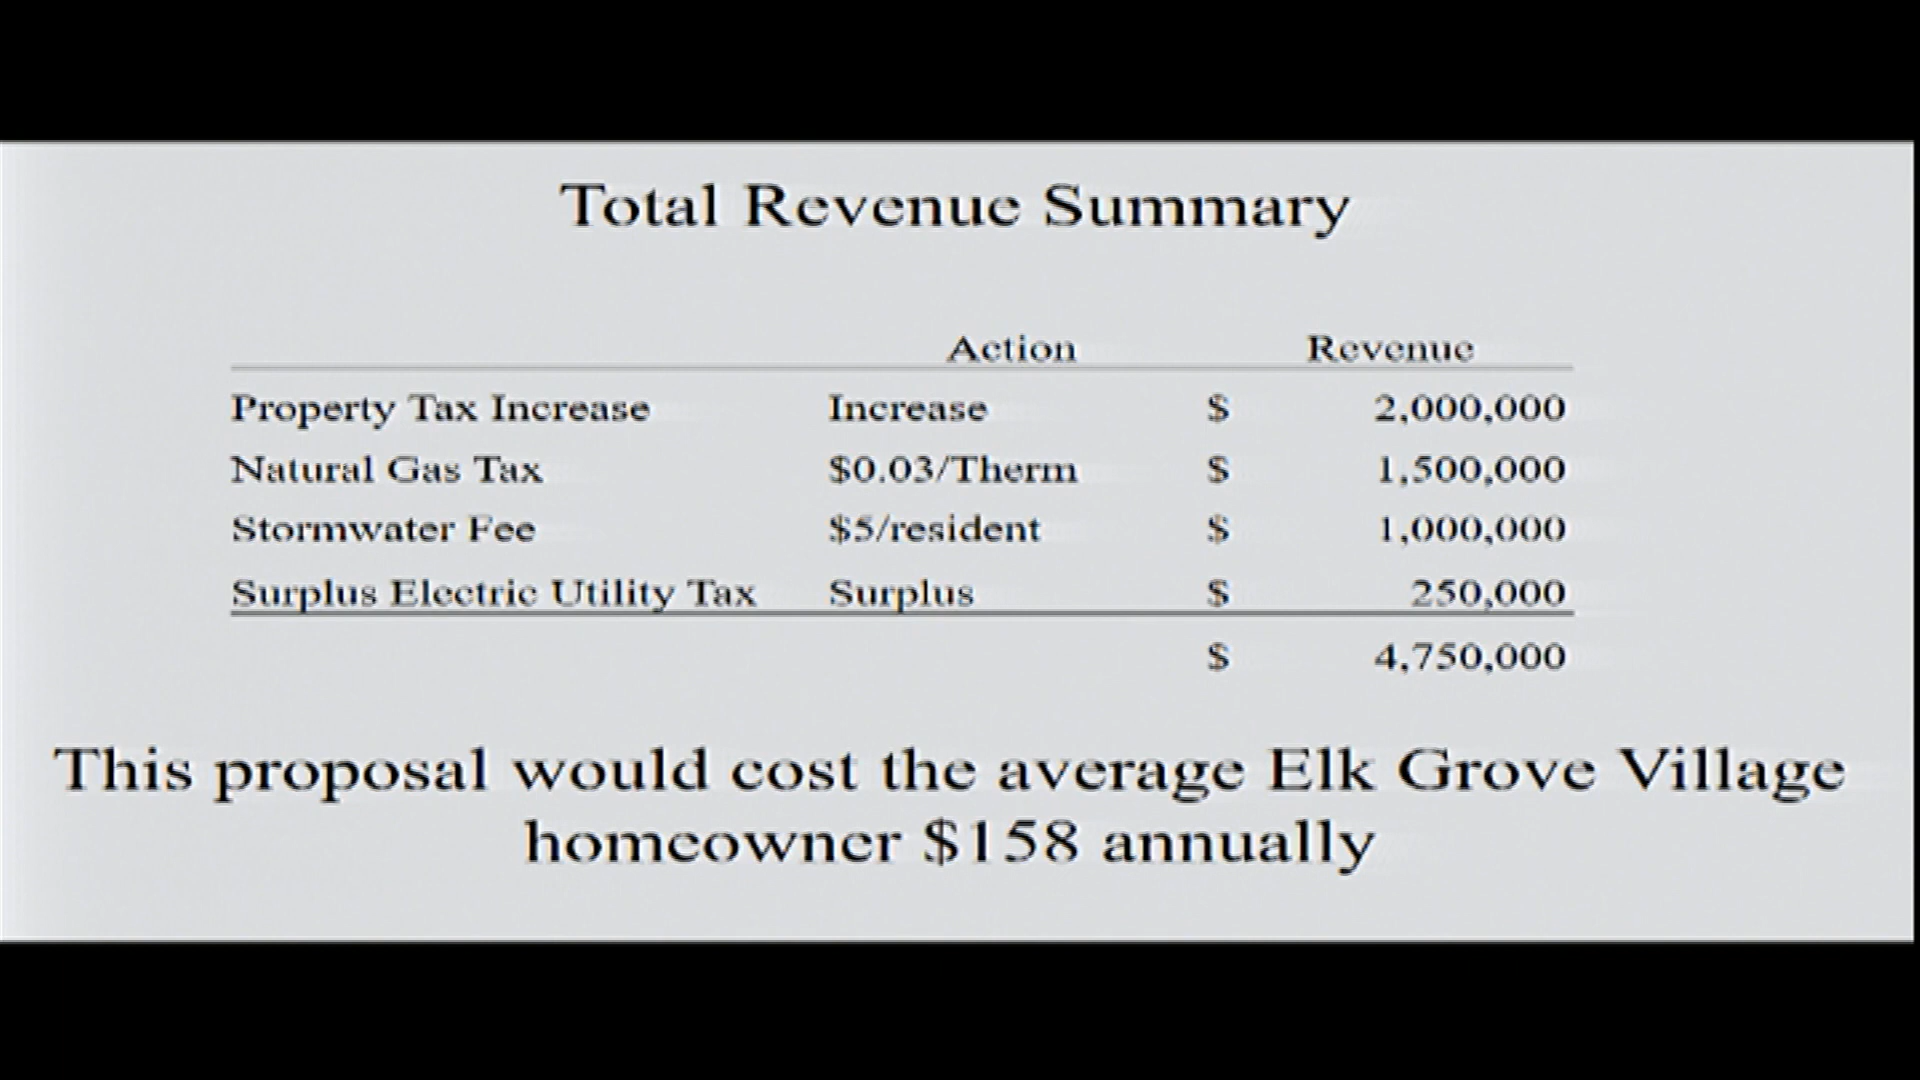 Total Revenue Summary
Action Revenue
Property Tax Increase Increase $ 2,000,000
Natural Gas Tax $0.03/Therm $ 1,500,000
Stormwater Fee $5/resident $ 1,000,000
Surplus Electric Utility Tax Surplus $ 250,000
$ 4,750,000
This proposal would cost the average Elk Grove Village
homeowner $158 annually